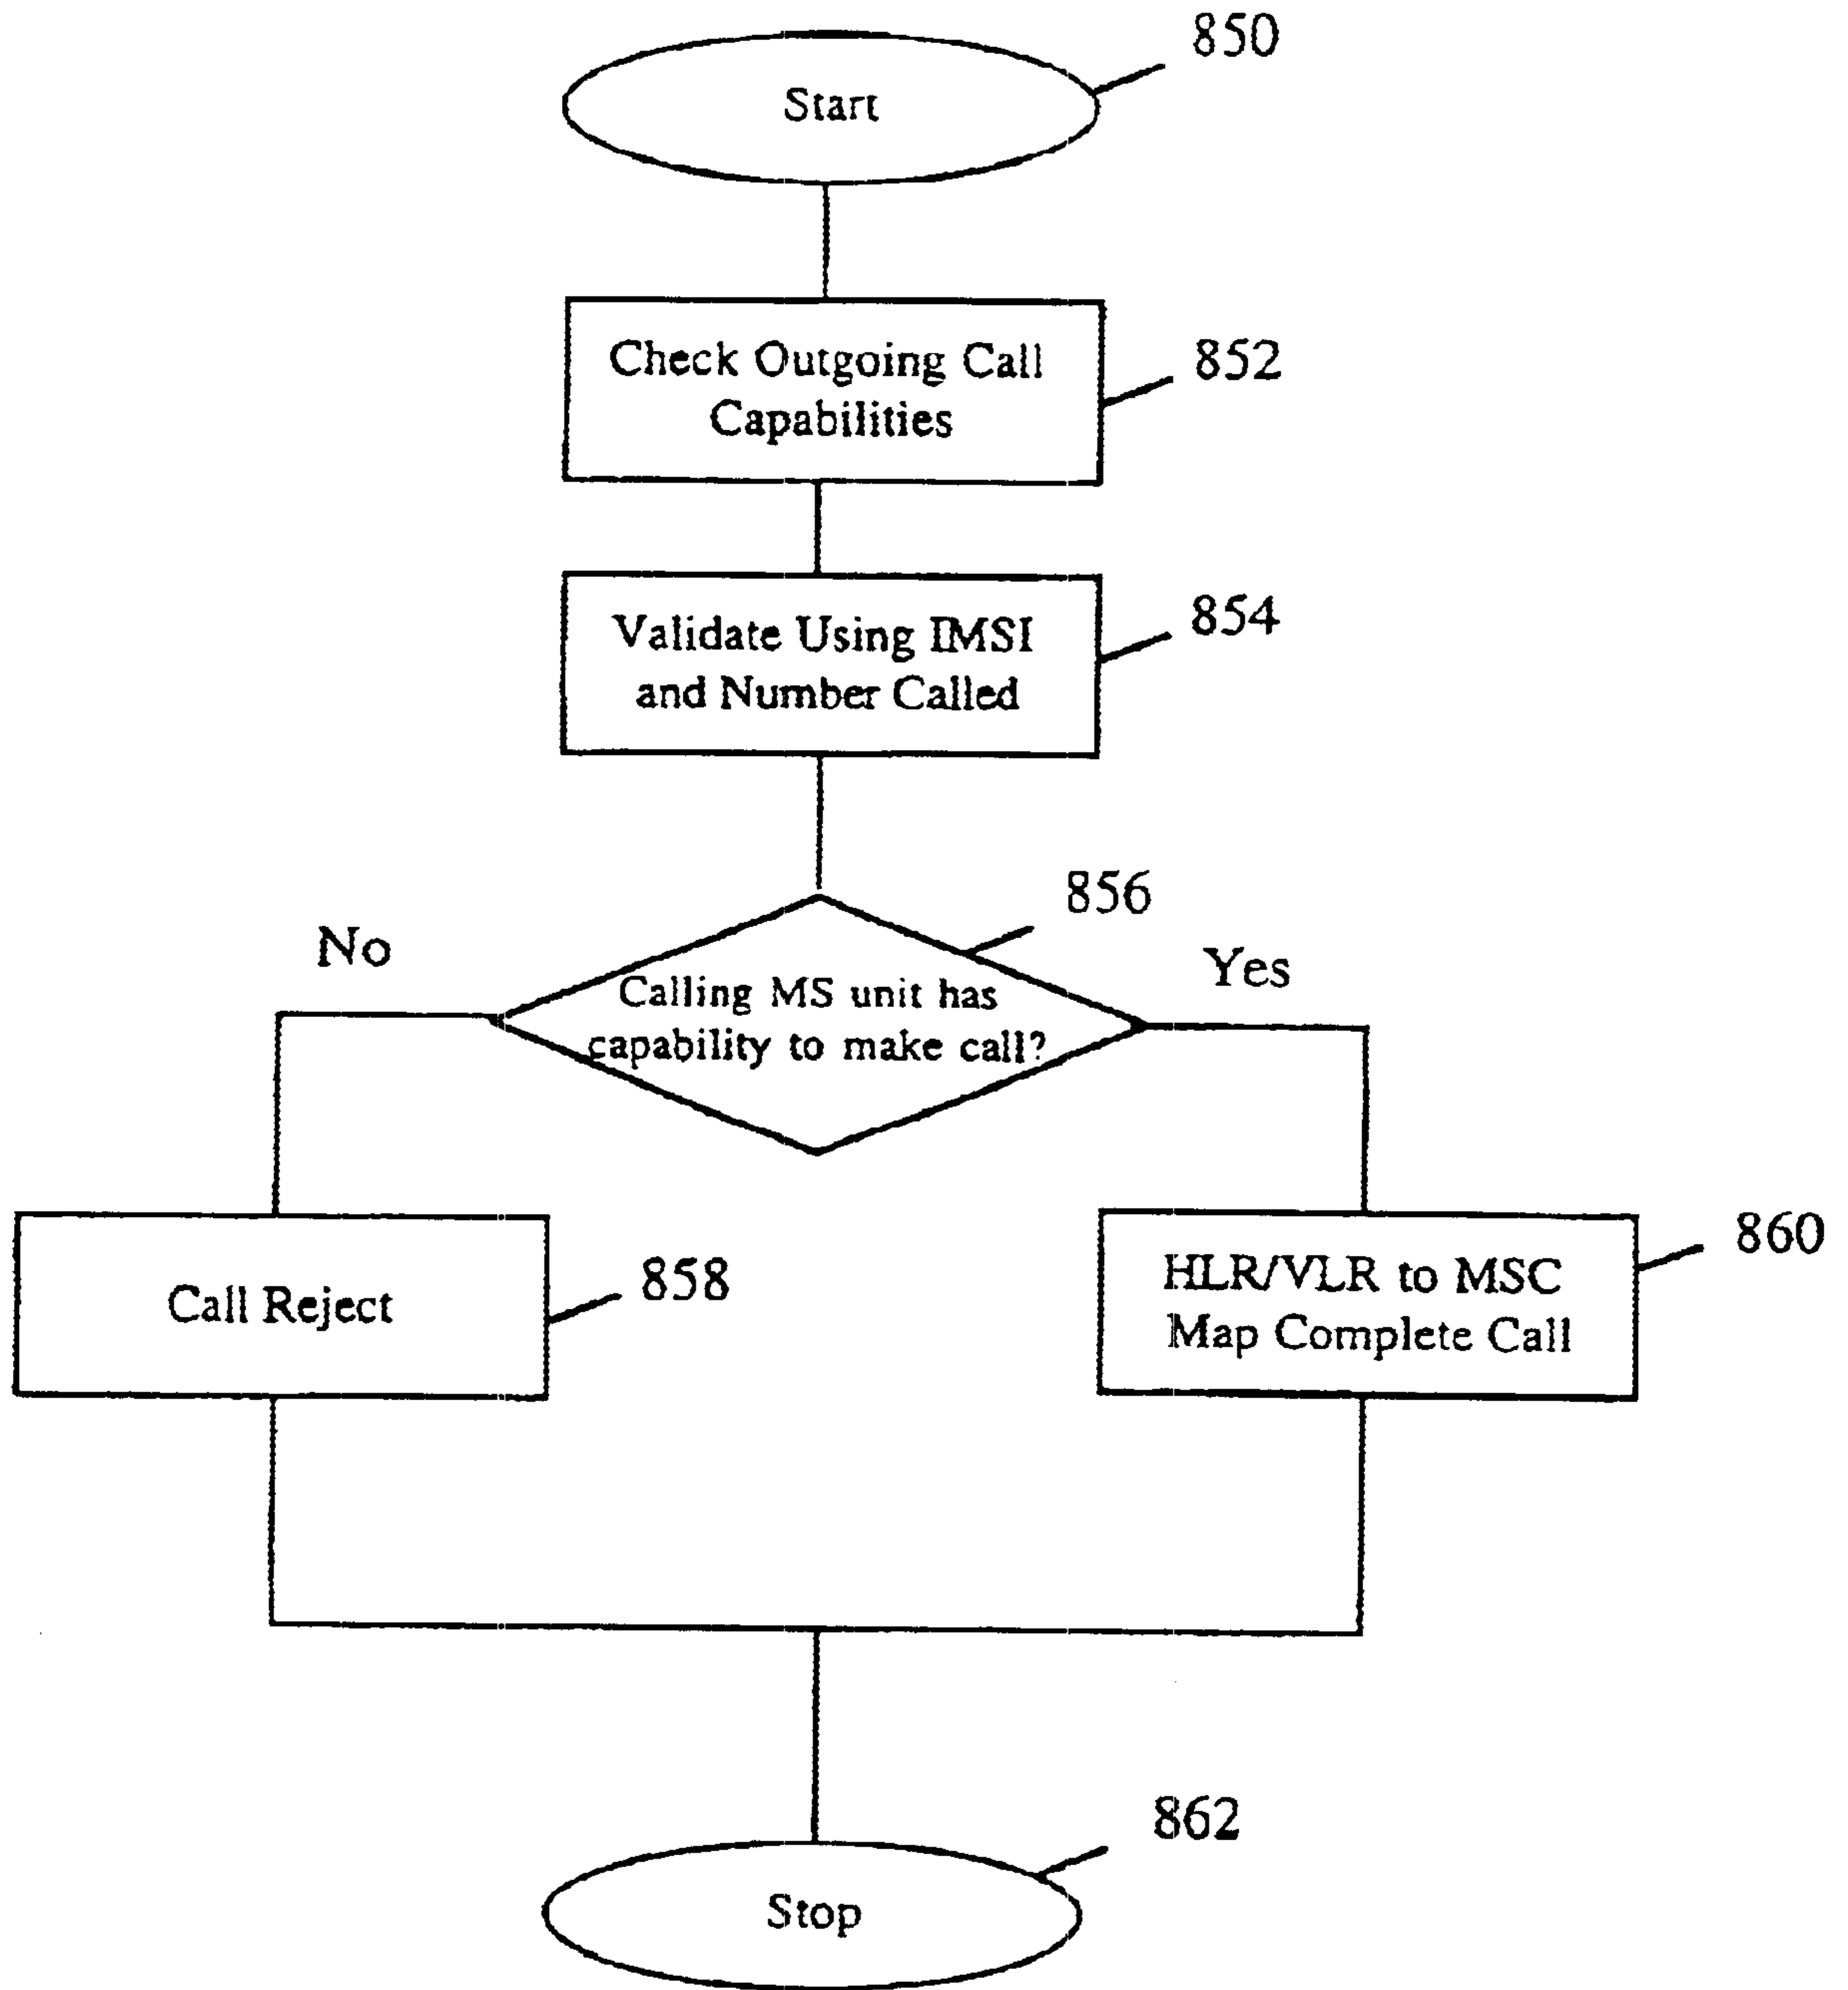 850
Start
Check Outgoing Call
Capabilities
852
Validate Using IMSI
and Number Called
854
856
No
Yes
Calling MS unit has
capability to make call?
Call Reject
858
HLR/VLR to MSC
Map Complete Call
860
862
Stop